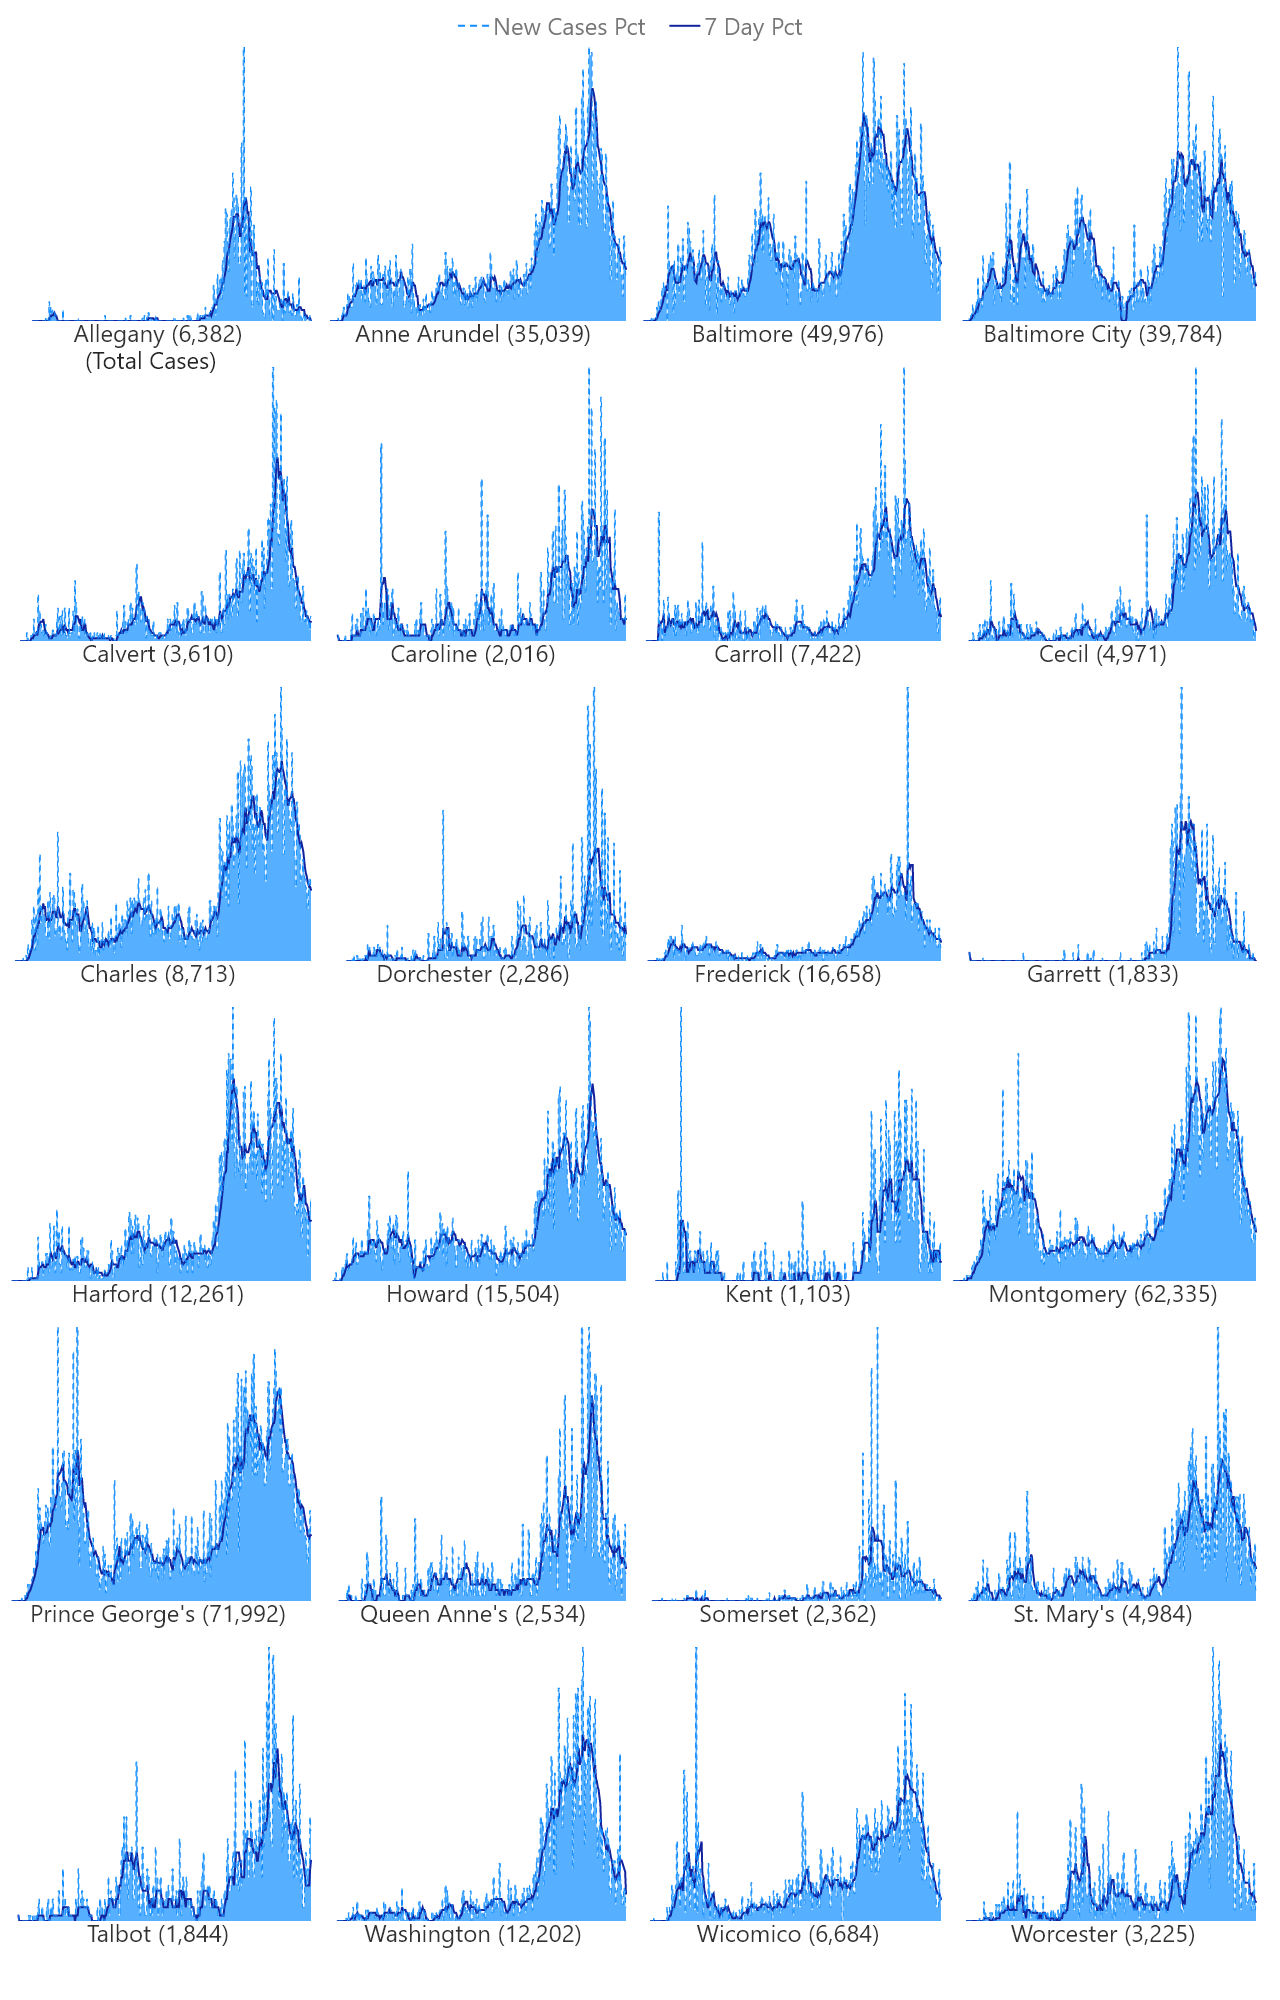 New Cases Pct 7 Day Pct
Allegany (6,382) Anne Arundel (35,039) Baltimore (49,976) Baltimore City (39,784)
(Total Cases)
Calvert (3,610) Caroline (2,016) Carroll (7,422) Cecil (4,971)
Charles (8,713) Dorchester (2,286) Frederick (16,658) Garrett (1,833)
Harford (12,261) Howard (15,504) Kent (1,103) Montgomery (62,335)
Prince George's (71,992) Queen Anne's (2,534) Somerset (2,362) St. Mary's (4,984)
Talbot (1,844) Washington (12,202) Wicomico (6,684) Worcester (3,225)